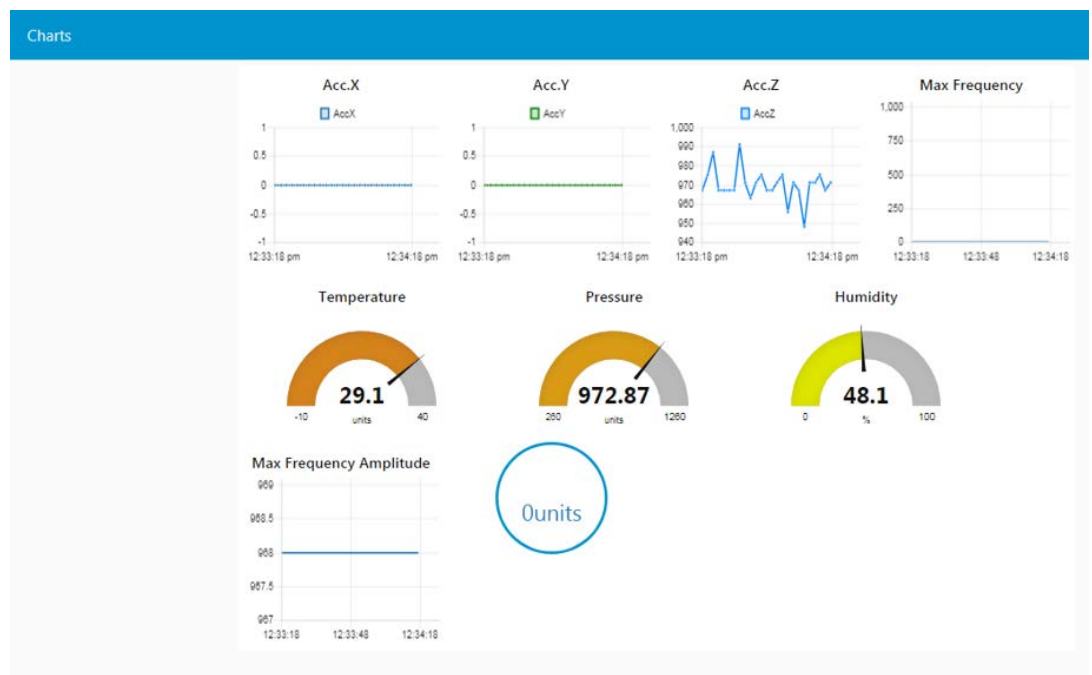 Charts
Acc.X
AccX
1
0.5
0
-0.5
-1
12:33:18 pm 12:34:18 pm
Acc.Y
AccY
1
0.5
0
-0.5
-1
12:33:18 pm 12:34:18 pm
Acc.Z
AccZ
1,000
990
980
970
960
950
940
12:33:18 pm 12:34:18 pm
Max Frequency
1,000
750
500
250
0
12:33:18 12:33:48 12:34:18
Temperature
29.1
-10 units 40
Pressure
972.87
260 units 1260
Humidity
48.1
0 % 100
Max Frequency Amplitude
969
968.5
968
967.5
967
12:33:18 12:33:48 12:34:18
0units